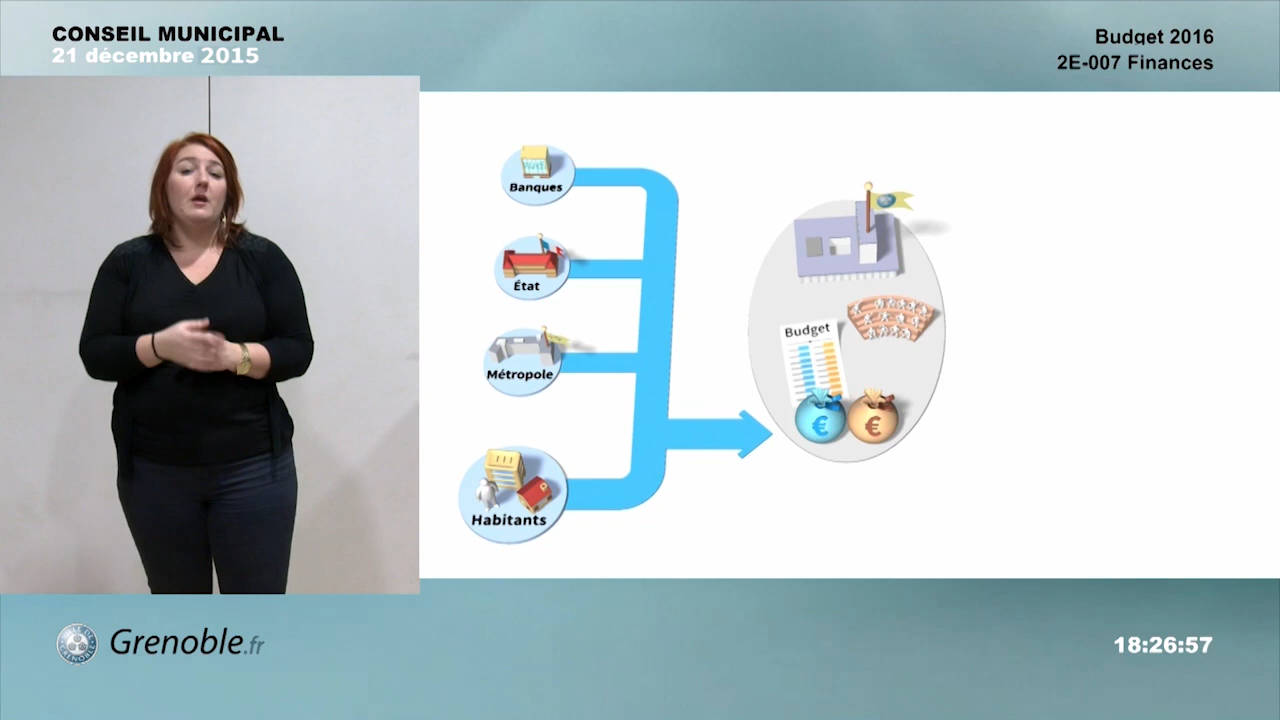 CONSEIL MUNICIPAL
21 décembre 2015
Budget 2016
2E-007 Finances
Banques
État
Métropole
Habitants
Budget
€ €
Grenoble.fr
18:26:57